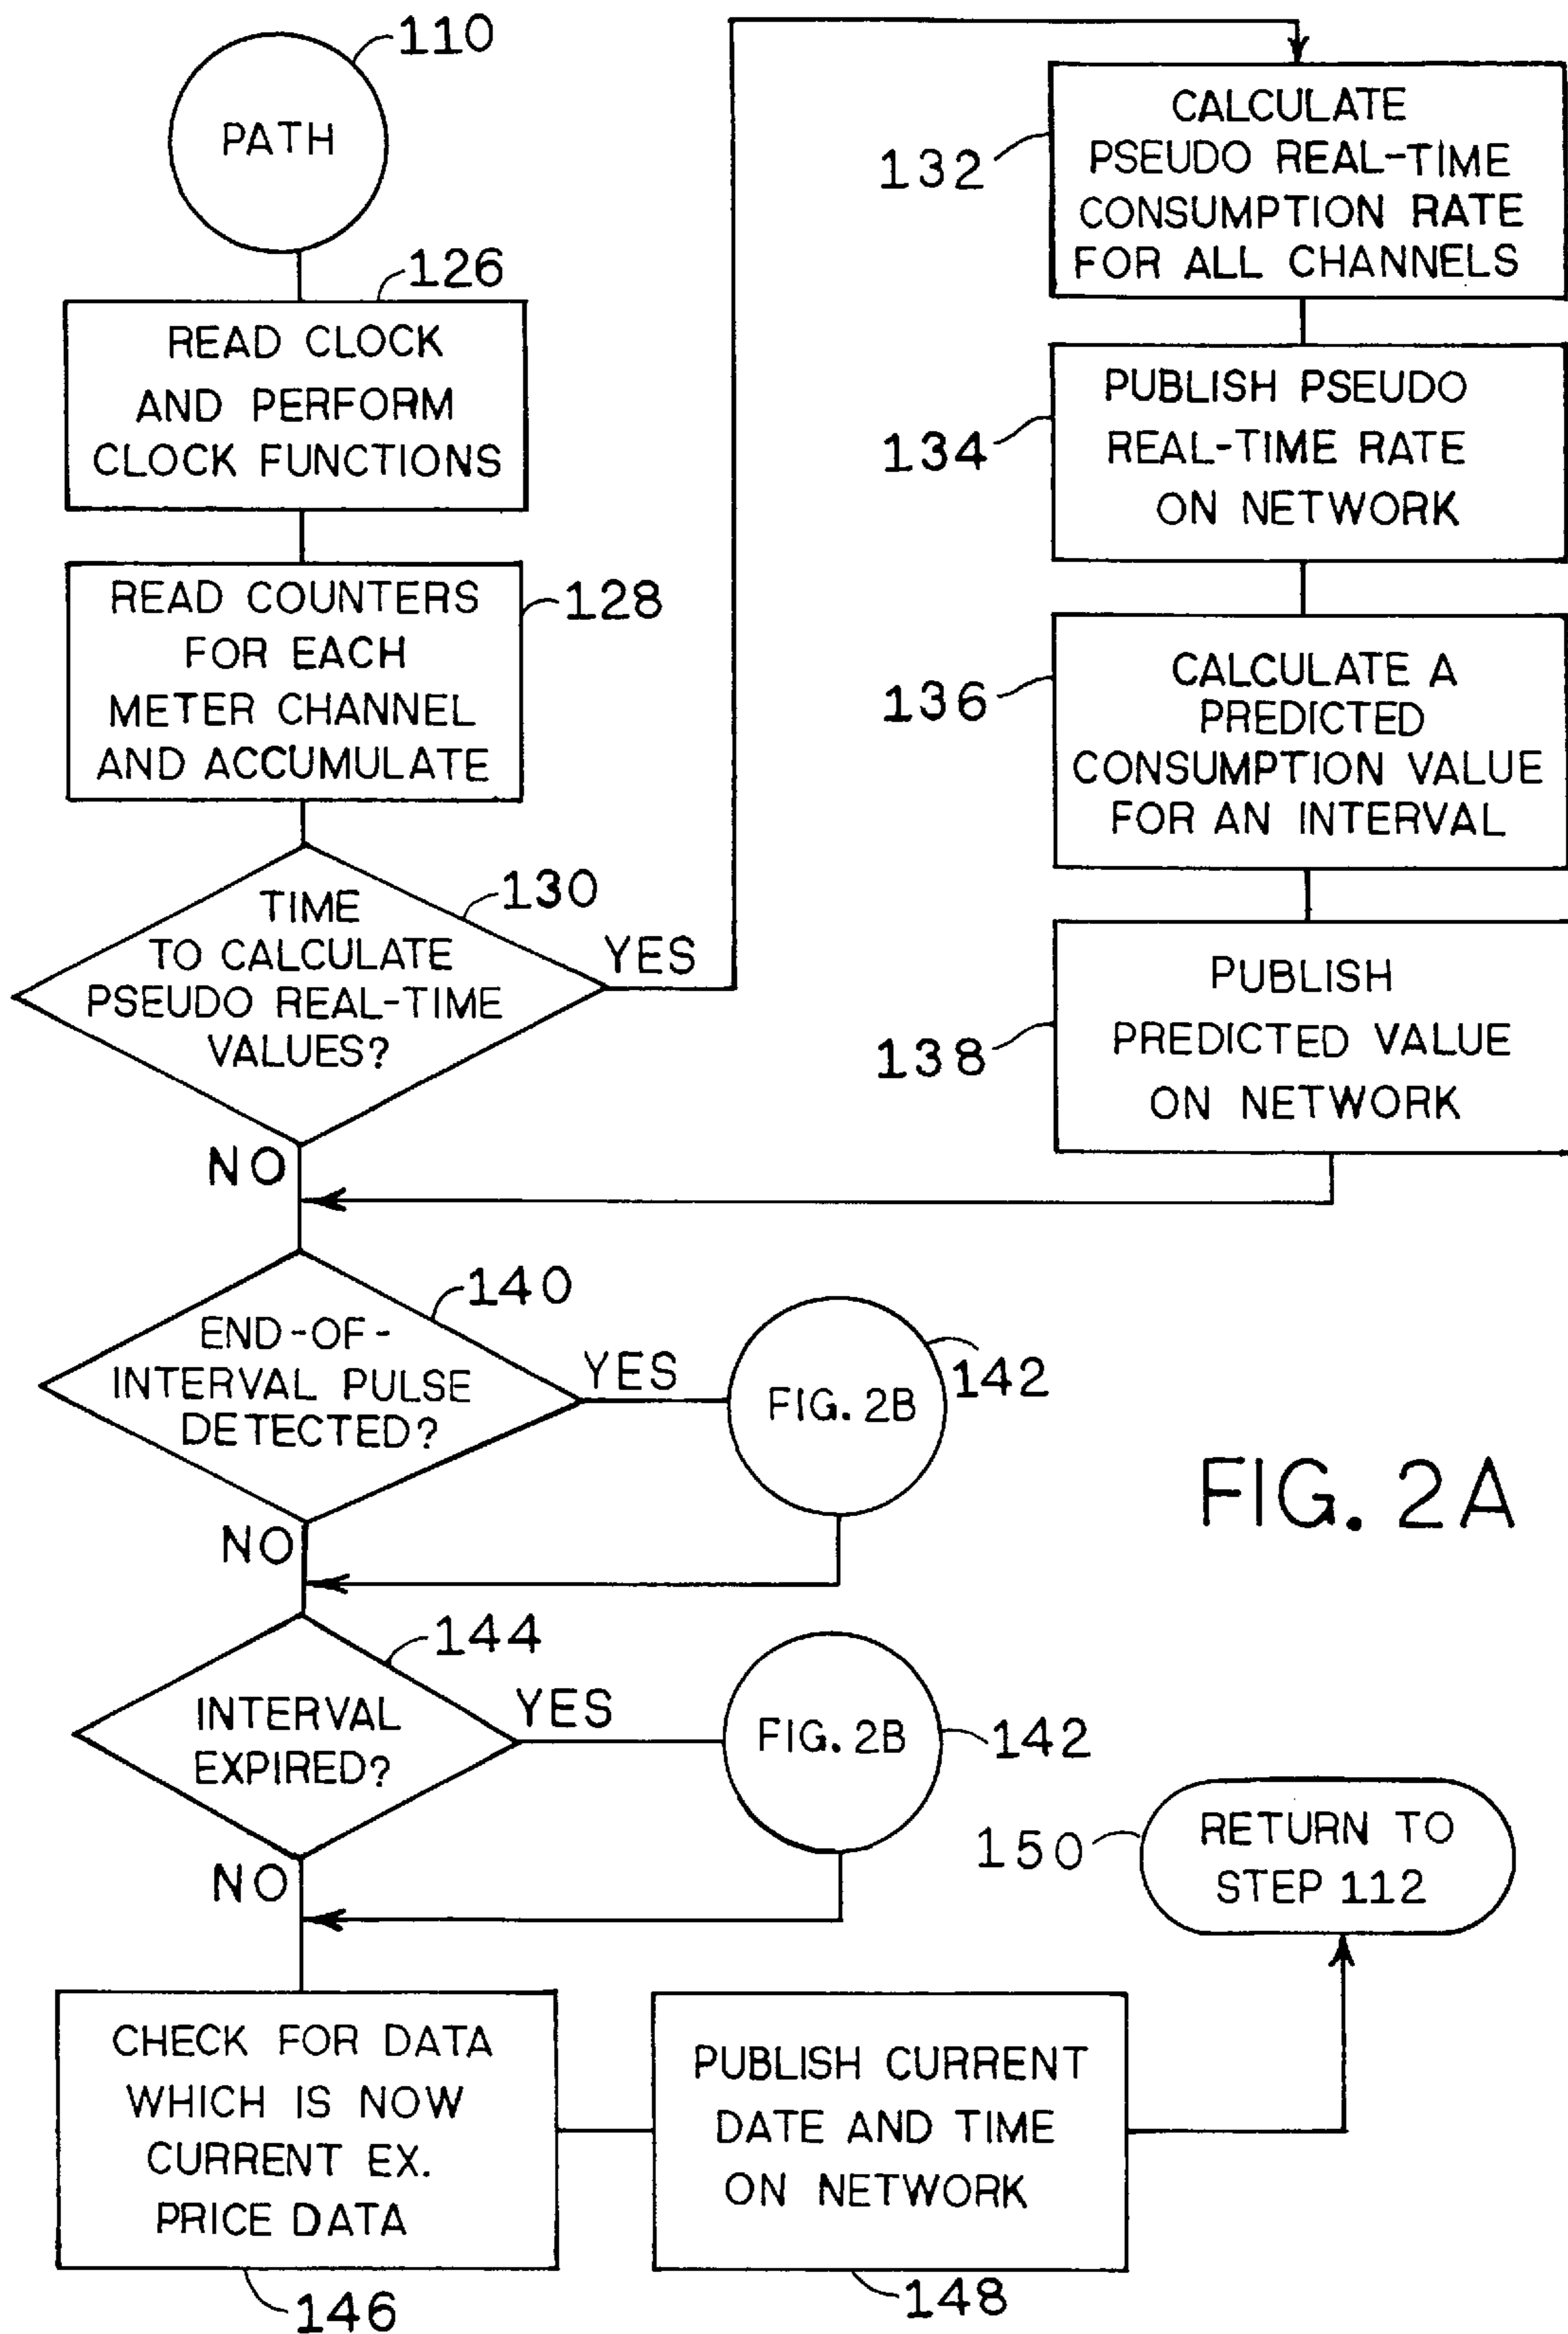 110
PATH
126
READ CLOCK
AND PERFORM
CLOCK FUNCTIONS
READ COUNTERS
FOR EACH
METER CHANNEL
AND ACCUMULATE
128
130
TIME
TO CALCULATE
PSEUDO REAL-TIME
VALUES?
YES
NO
132
CALCULATE
PSEUDO REAL-TIME
CONSUMPTION RATE
FOR ALL CHANNELS
134
PUBLISH PSEUDO
REAL-TIME RATE
ON NETWORK
136
CALCULATE A
PREDICTED
CONSUMPTION VALUE
FOR AN INTERVAL
138
PUBLISH
PREDICTED VALUE
ON NETWORK
140
END-OF-
INTERVAL PULSE
DETECTED?
YES
FIG. 2B
142
NO
144
INTERVAL
EXPIRED?
YES
FIG. 2B
142
NO
CHECK FOR DATA
WHICH IS NOW
CURRENT EX.
PRICE DATA
146
PUBLISH CURRENT
DATE AND TIME
ON NETWORK
148
150
RETURN TO
STEP 112
FIG. 2A